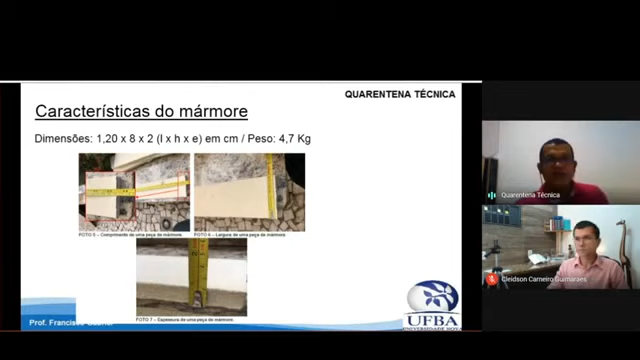 QUARENTENA TÉCNICA
Características do mármore
Dimensões: 1,20 x 8 x 2 (l x h x e) em cm / Peso: 4,7 Kg
FOTO 5 - Comprimento de uma peça de mármore.
FOTO 6 - Largura de uma peça de mármore
FOTO 7 - Espessura de uma peça de mármore.
Prof. Francisco Gabriel
UFBA
Quarentena Técnica
Cleidson Carneiro Guimaraes